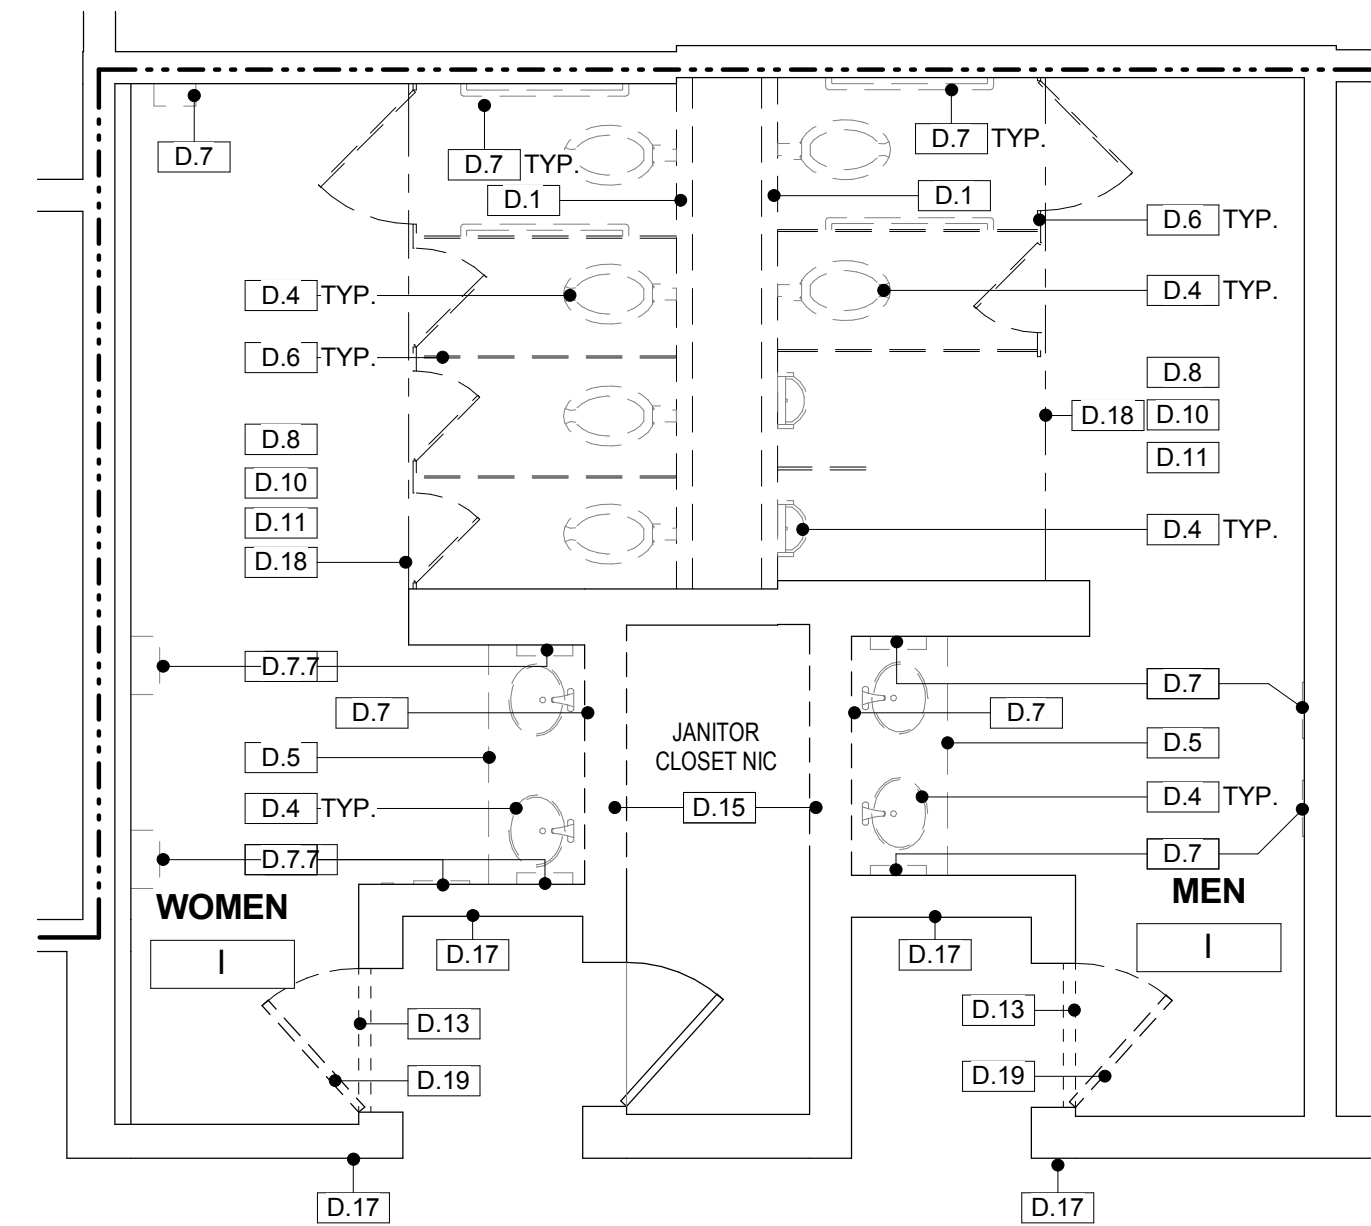 D.7
D.7 TYP.
D.7 TYP.
D.1
D.1
D.6 TYP.
D.4 TYP.
D.4 TYP.
D.6 TYP.
D.8
D.18 D.10
D.11
D.8
D.10
D.11
D.18
D.4 TYP.
D.7.7
D.7
D.7
D.7
JANITOR
CLOSET NIC
D.5
D.5
D.4 TYP.
D.15
D.4 TYP.
D.7.7
D.7
WOMEN
MEN
I
I
D.17
D.17
D.13
D.13
D.19
D.19
D.17
D.17